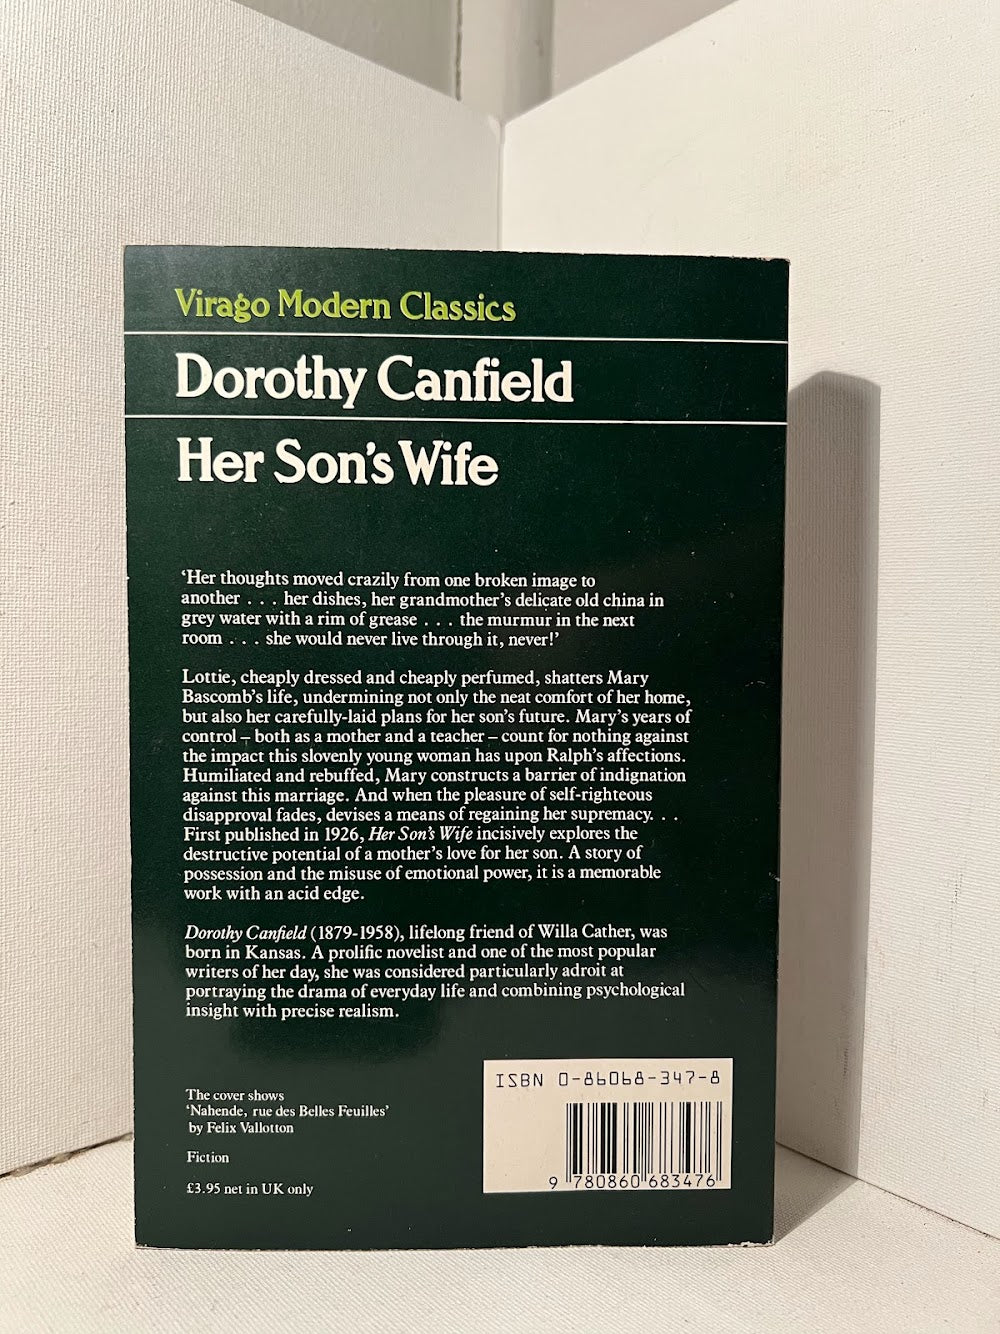 Virago Modern Classics
Dorothy Canfield
Her Son's Wife
'Her thoughts moved crazily from one broken image to
another . . . her dishes, her grandmother's delicate old china in
grey water with a rim of grease . . . the murmur in the next
room . . . she would never live through it, never!'
Lottie, cheaply dressed and cheaply perfumed, shatters Mary
Bascomb's life, undermining not only the neat comfort of her home,
but also her carefully-laid plans for her son's future. Mary's years of
control – both as a mother and a teacher – count for nothing against
the impact this slovenly young woman has upon Ralph's affections.
Humiliated and rebuffed, Mary constructs a barrier of indignation
against this marriage. And when the pleasure of self-righteous
disapproval fades, devises a means of regaining her supremacy. . .
First published in 1926, Her Son's Wife incisively explores the
destructive potential of a mother's love for her son. A story of
possession and the misuse of emotional power, it is a memorable
work with an acid edge.
Dorothy Canfield (1879-1958), lifelong friend of Willa Cather, was
born in Kansas. A prolific novelist and one of the most popular
writers of her day, she was considered particularly adroit at
portraying the drama of everyday life and combining psychological
insight with precise realism.
The cover shows
'Nahende, rue des Belles Feuilles'
by Felix Vallotton
Fiction
£3.95 net in UK only
ISBN 0-86068-347-8
9 780860 683476